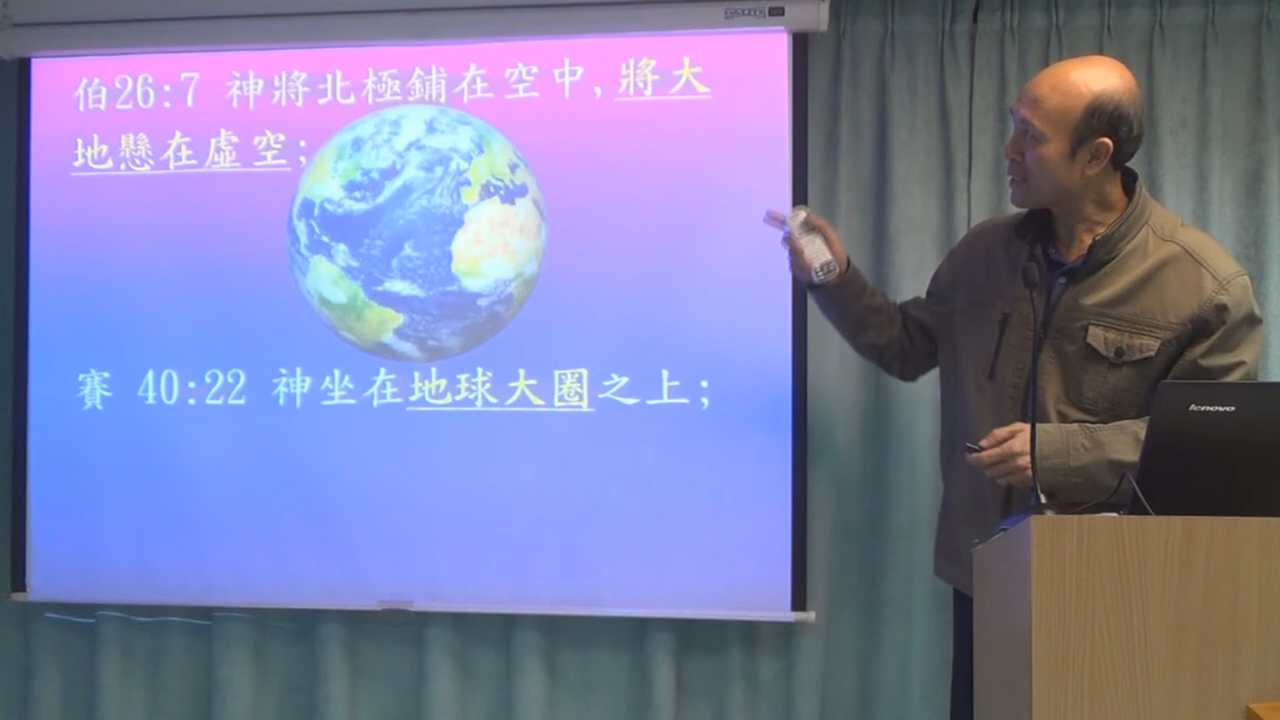 伯26:7 神將北極鋪在空中,將大
地懸在虛空;
賽 40:22 神坐在地球大圈之上;
lenovo